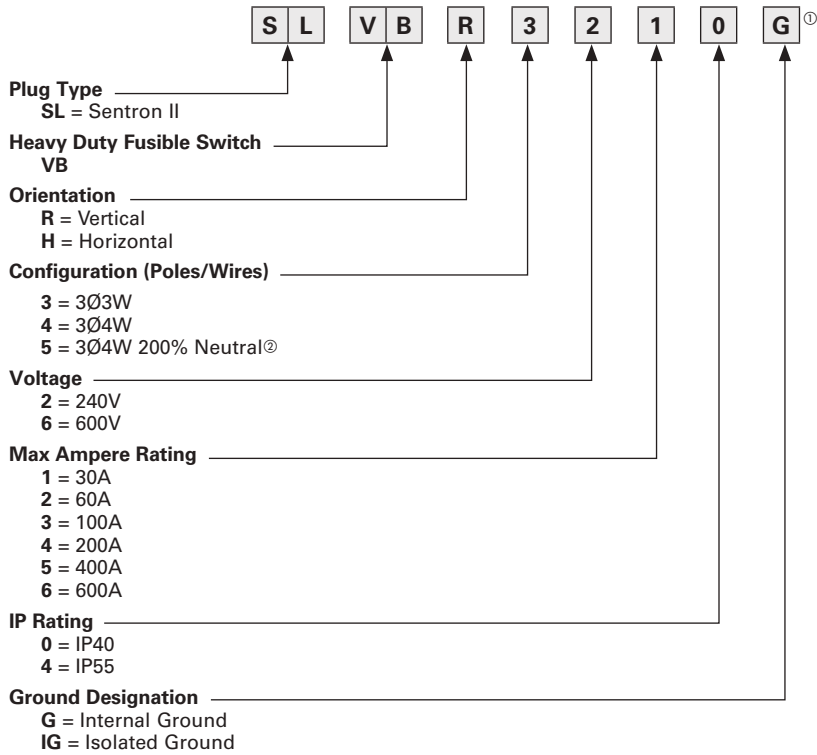 S L V B R 3 2 1 0 G ①
Plug Type
SL = Sentron II
Heavy Duty Fusible Switch
VB
Orientation
R = Vertical
H = Horizontal
Configuration (Poles/Wires)
3 = 3Ø3W
4 = 3Ø4W
5 = 3Ø4W 200% Neutral②
Voltage
2 = 240V
6 = 600V
Max Ampere Rating
1 = 30A
2 = 60A
3 = 100A
4 = 200A
5 = 400A
6 = 600A
IP Rating
0 = IP40
4 = IP55
Ground Designation
G = Internal Ground
IG = Isolated Ground